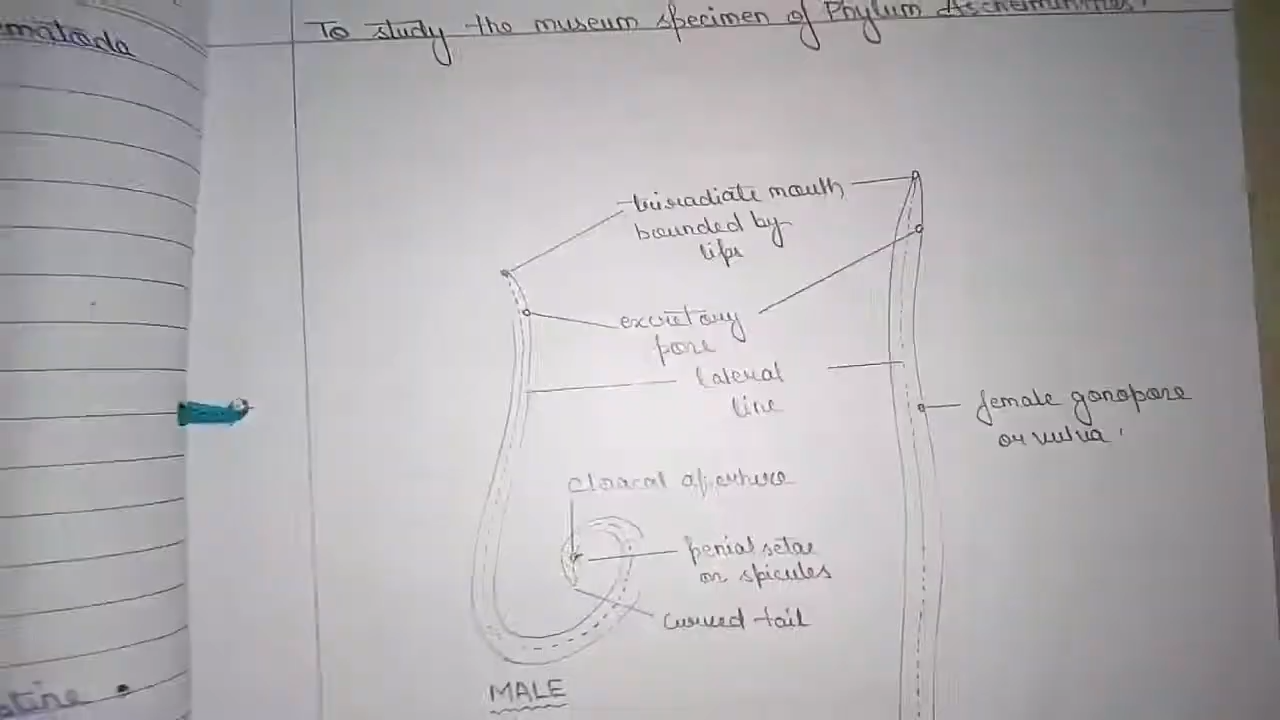 To study the museum specimen of Phylum Aschelminthes.
trisradiate mouth
bounded by
lips
excretory
pore
lateral
line
female gonopore
or vulva.
cloacal aperture
penial setae
or spicules
curved tail
MALE